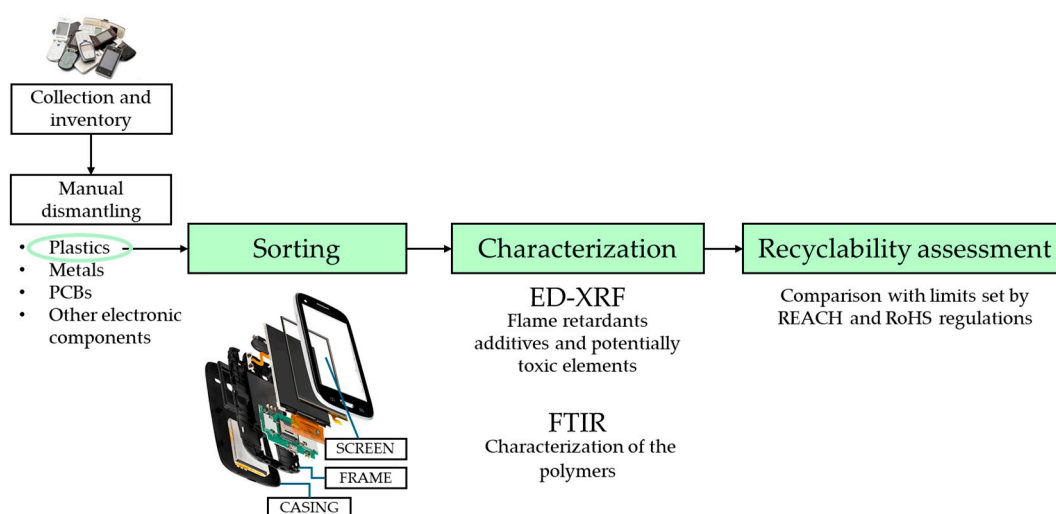 Collection and
inventory
Manual
dismantling
• Plastics
• Metals
• PCBs
• Other electronic
components
Sorting
SCREEN
FRAME
CASING
Characterization
ED-XRF
Flame retardants
additives and potentially
toxic elements
FTIR
Characterization of the
polymers
Recyclability assessment
Comparison with limits set by
REACH and RoHS regulations